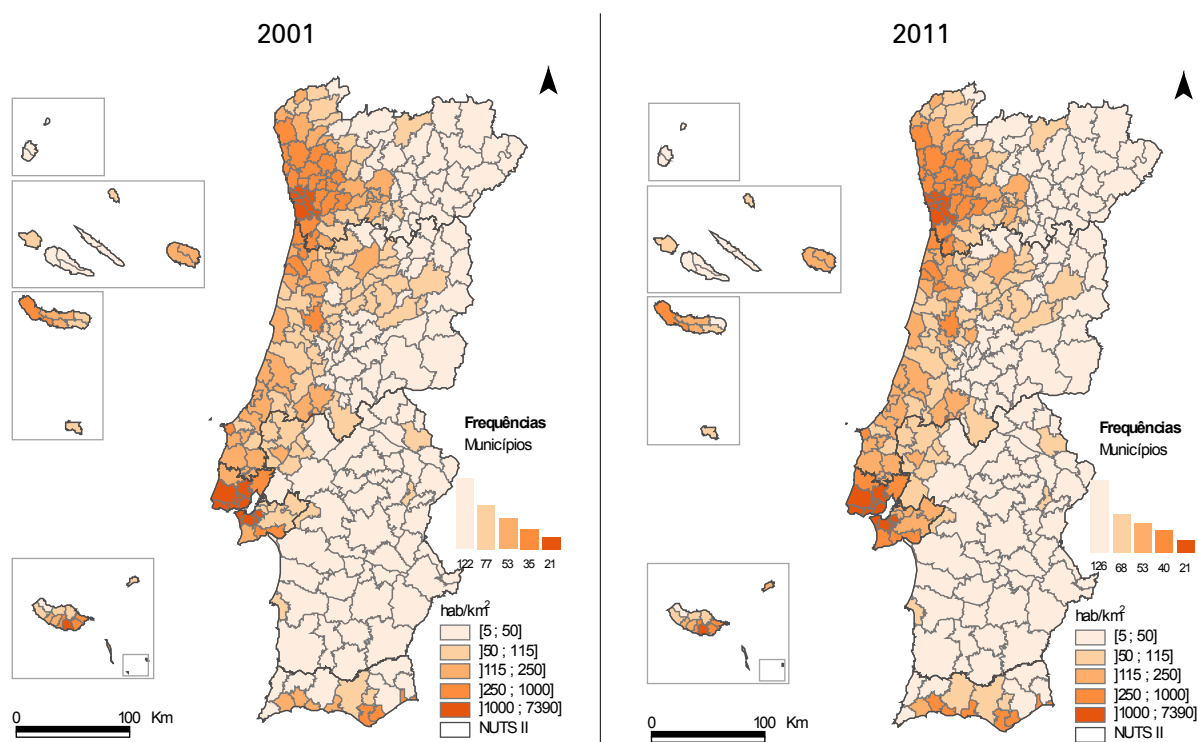 2001
Frequências
Municípios
122 77 53 35 21
hab/km²
[5 ; 50]
]50 ; 115]
]115 ; 250]
]250 ; 1000]
]1000 ; 7390]
NUTS II
0 100 Km
2011
Frequências
Municípios
126 68 53 40 21
hab/km²
[5 ; 50]
]50 ; 115]
]115 ; 250]
]250 ; 1000]
]1000 ; 7390]
NUTS II
0 100 Km